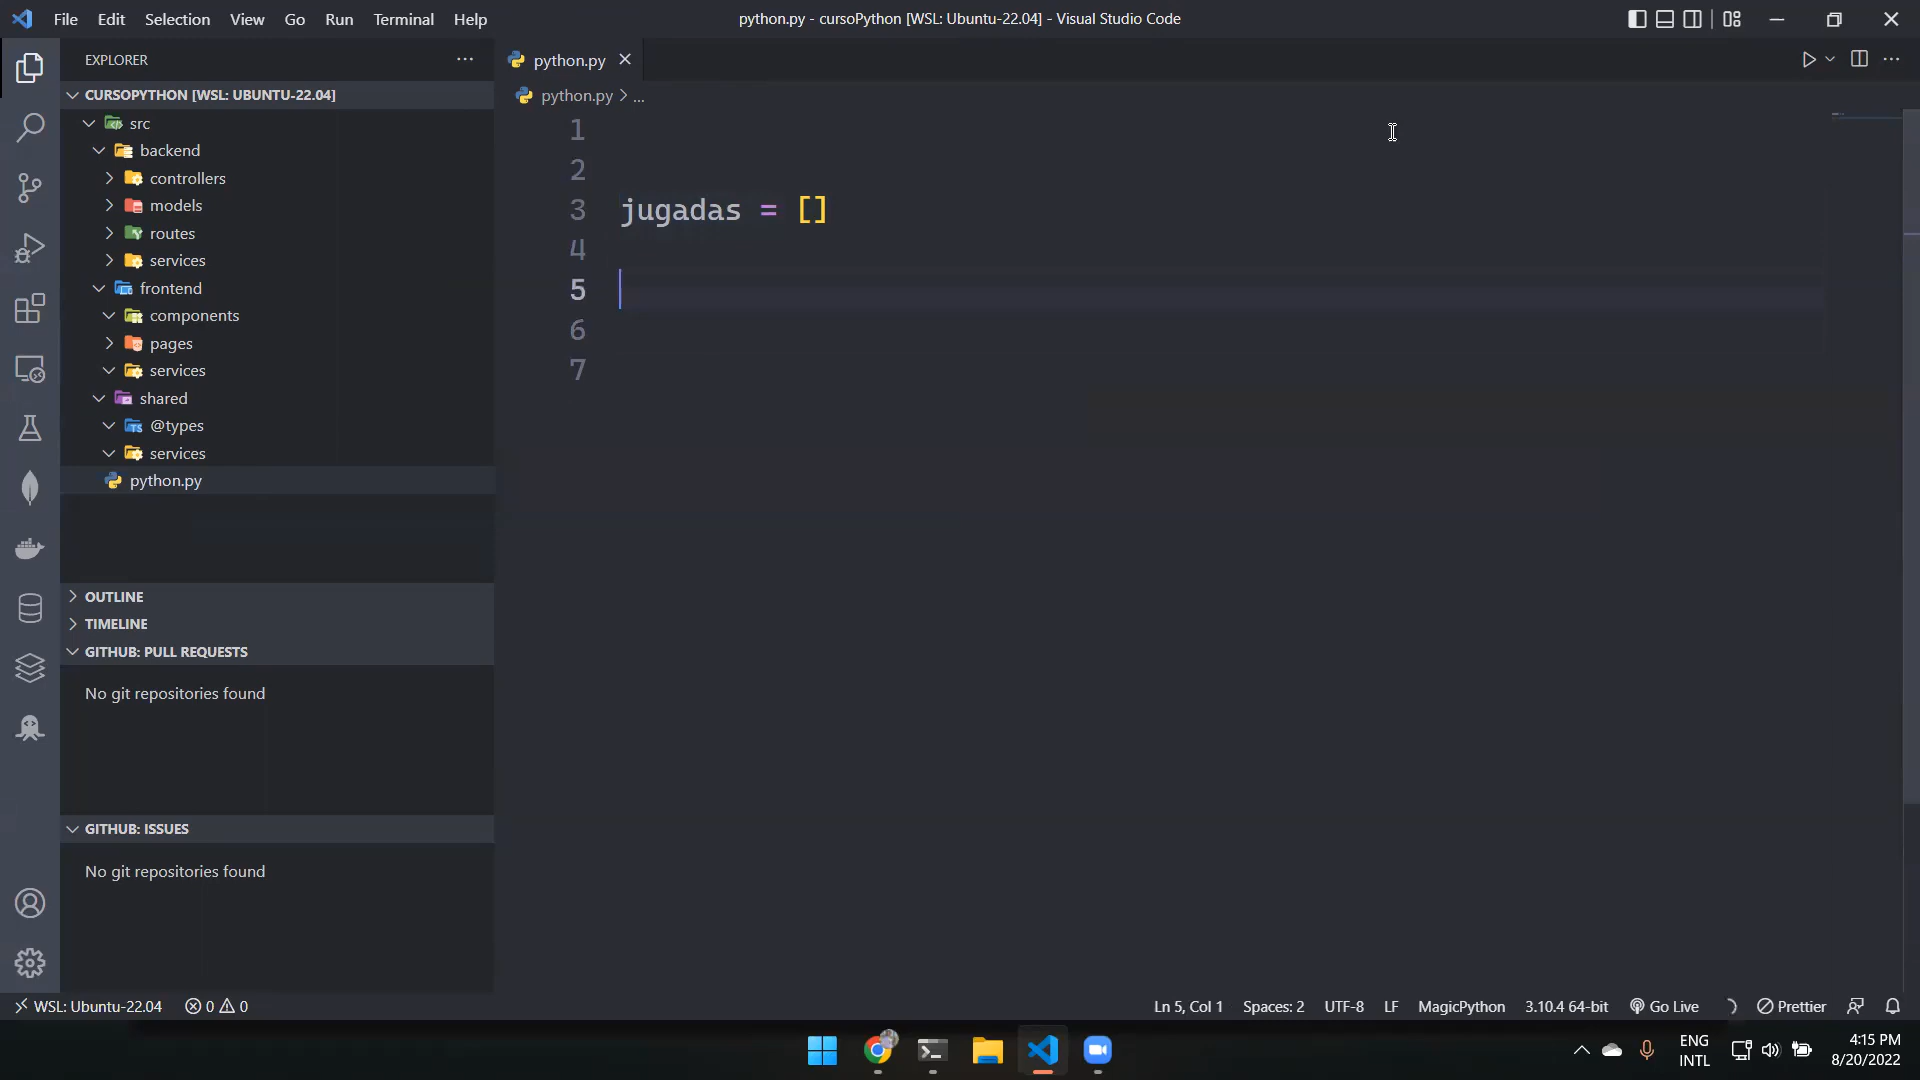 File Edit Selection View Go Run Terminal Help
python.py - cursoPython [WSL: Ubuntu-22.04] - Visual Studio Code
EXPLORER
CURSOPYTHON [WSL: UBUNTU-22.04]
src
backend
controllers
models
routes
services
frontend
components
pages
services
shared
@types
services
python.py
OUTLINE
TIMELINE
GITHUB: PULL REQUESTS
No git repositories found
GITHUB: ISSUES
No git repositories found
python.py
python.py > ...
1
2
3 jugadas = []
4
5
6
7
WSL: Ubuntu-22.04 0 0
Ln 5, Col 1 Spaces: 2 UTF-8 LF MagicPython 3.10.4 64-bit Go Live Prettier
ENG
INTL
4:15 PM
8/20/2022